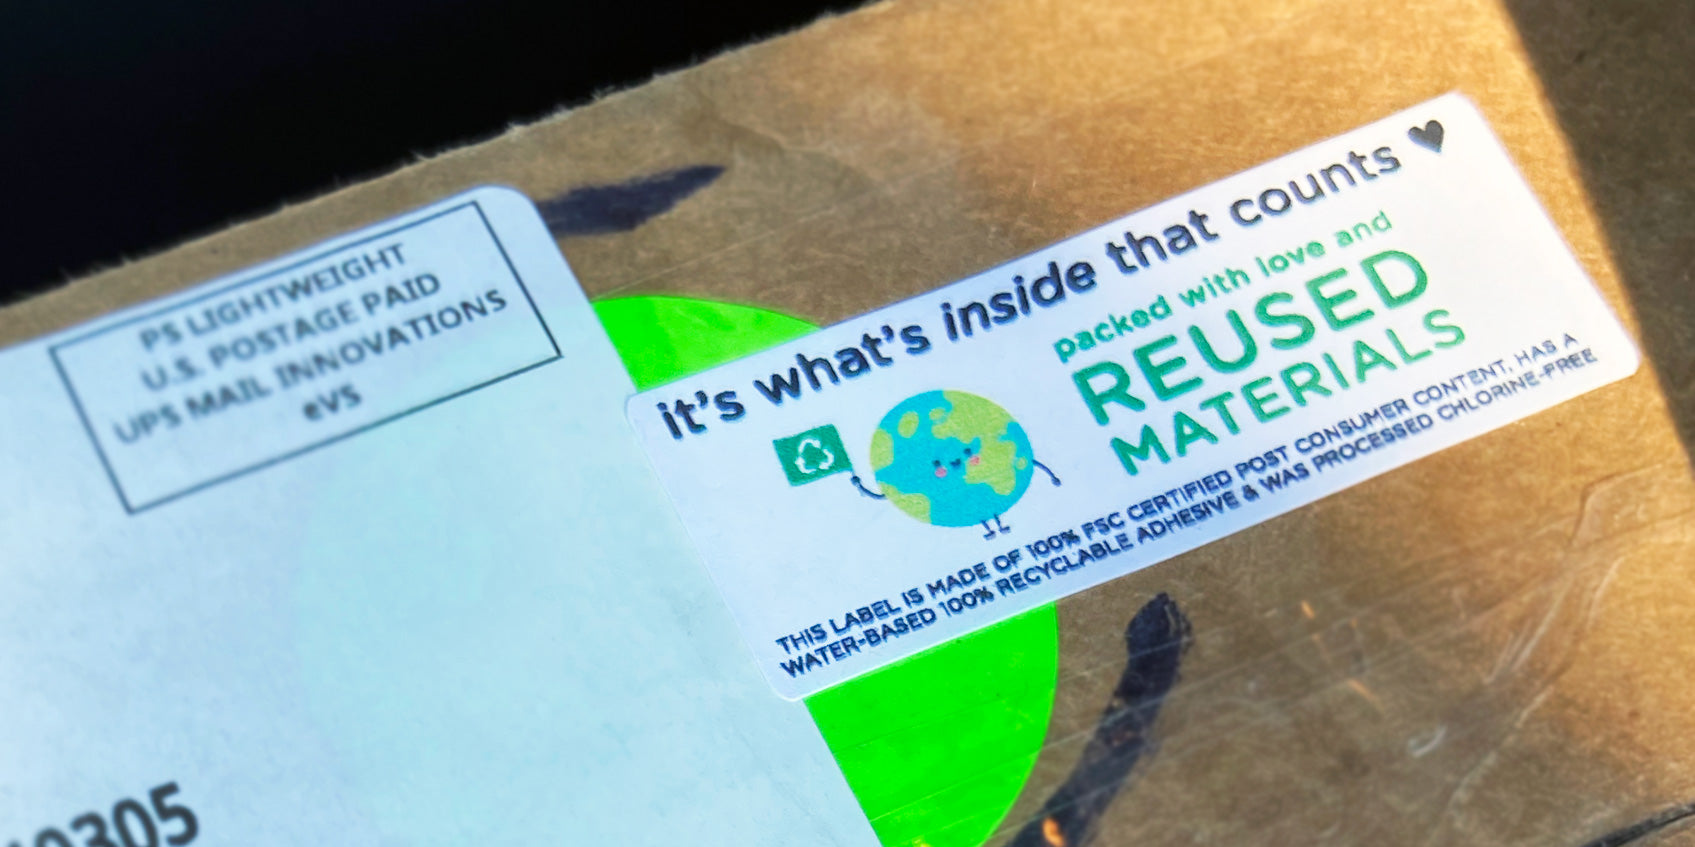 PS LIGHTWEIGHT
U.S. POSTAGE PAID
UPS MAIL INNOVATIONS
eVS
it's what's inside that counts ♥
packed with love and
REUSED
MATERIALS
THIS LABEL IS MADE OF 100% FSC CERTIFIED POST CONSUMER CONTENT, HAS A
WATER-BASED 100% RECYCLABLE ADHESIVE & WAS PROCESSED CHLORINE-FREE